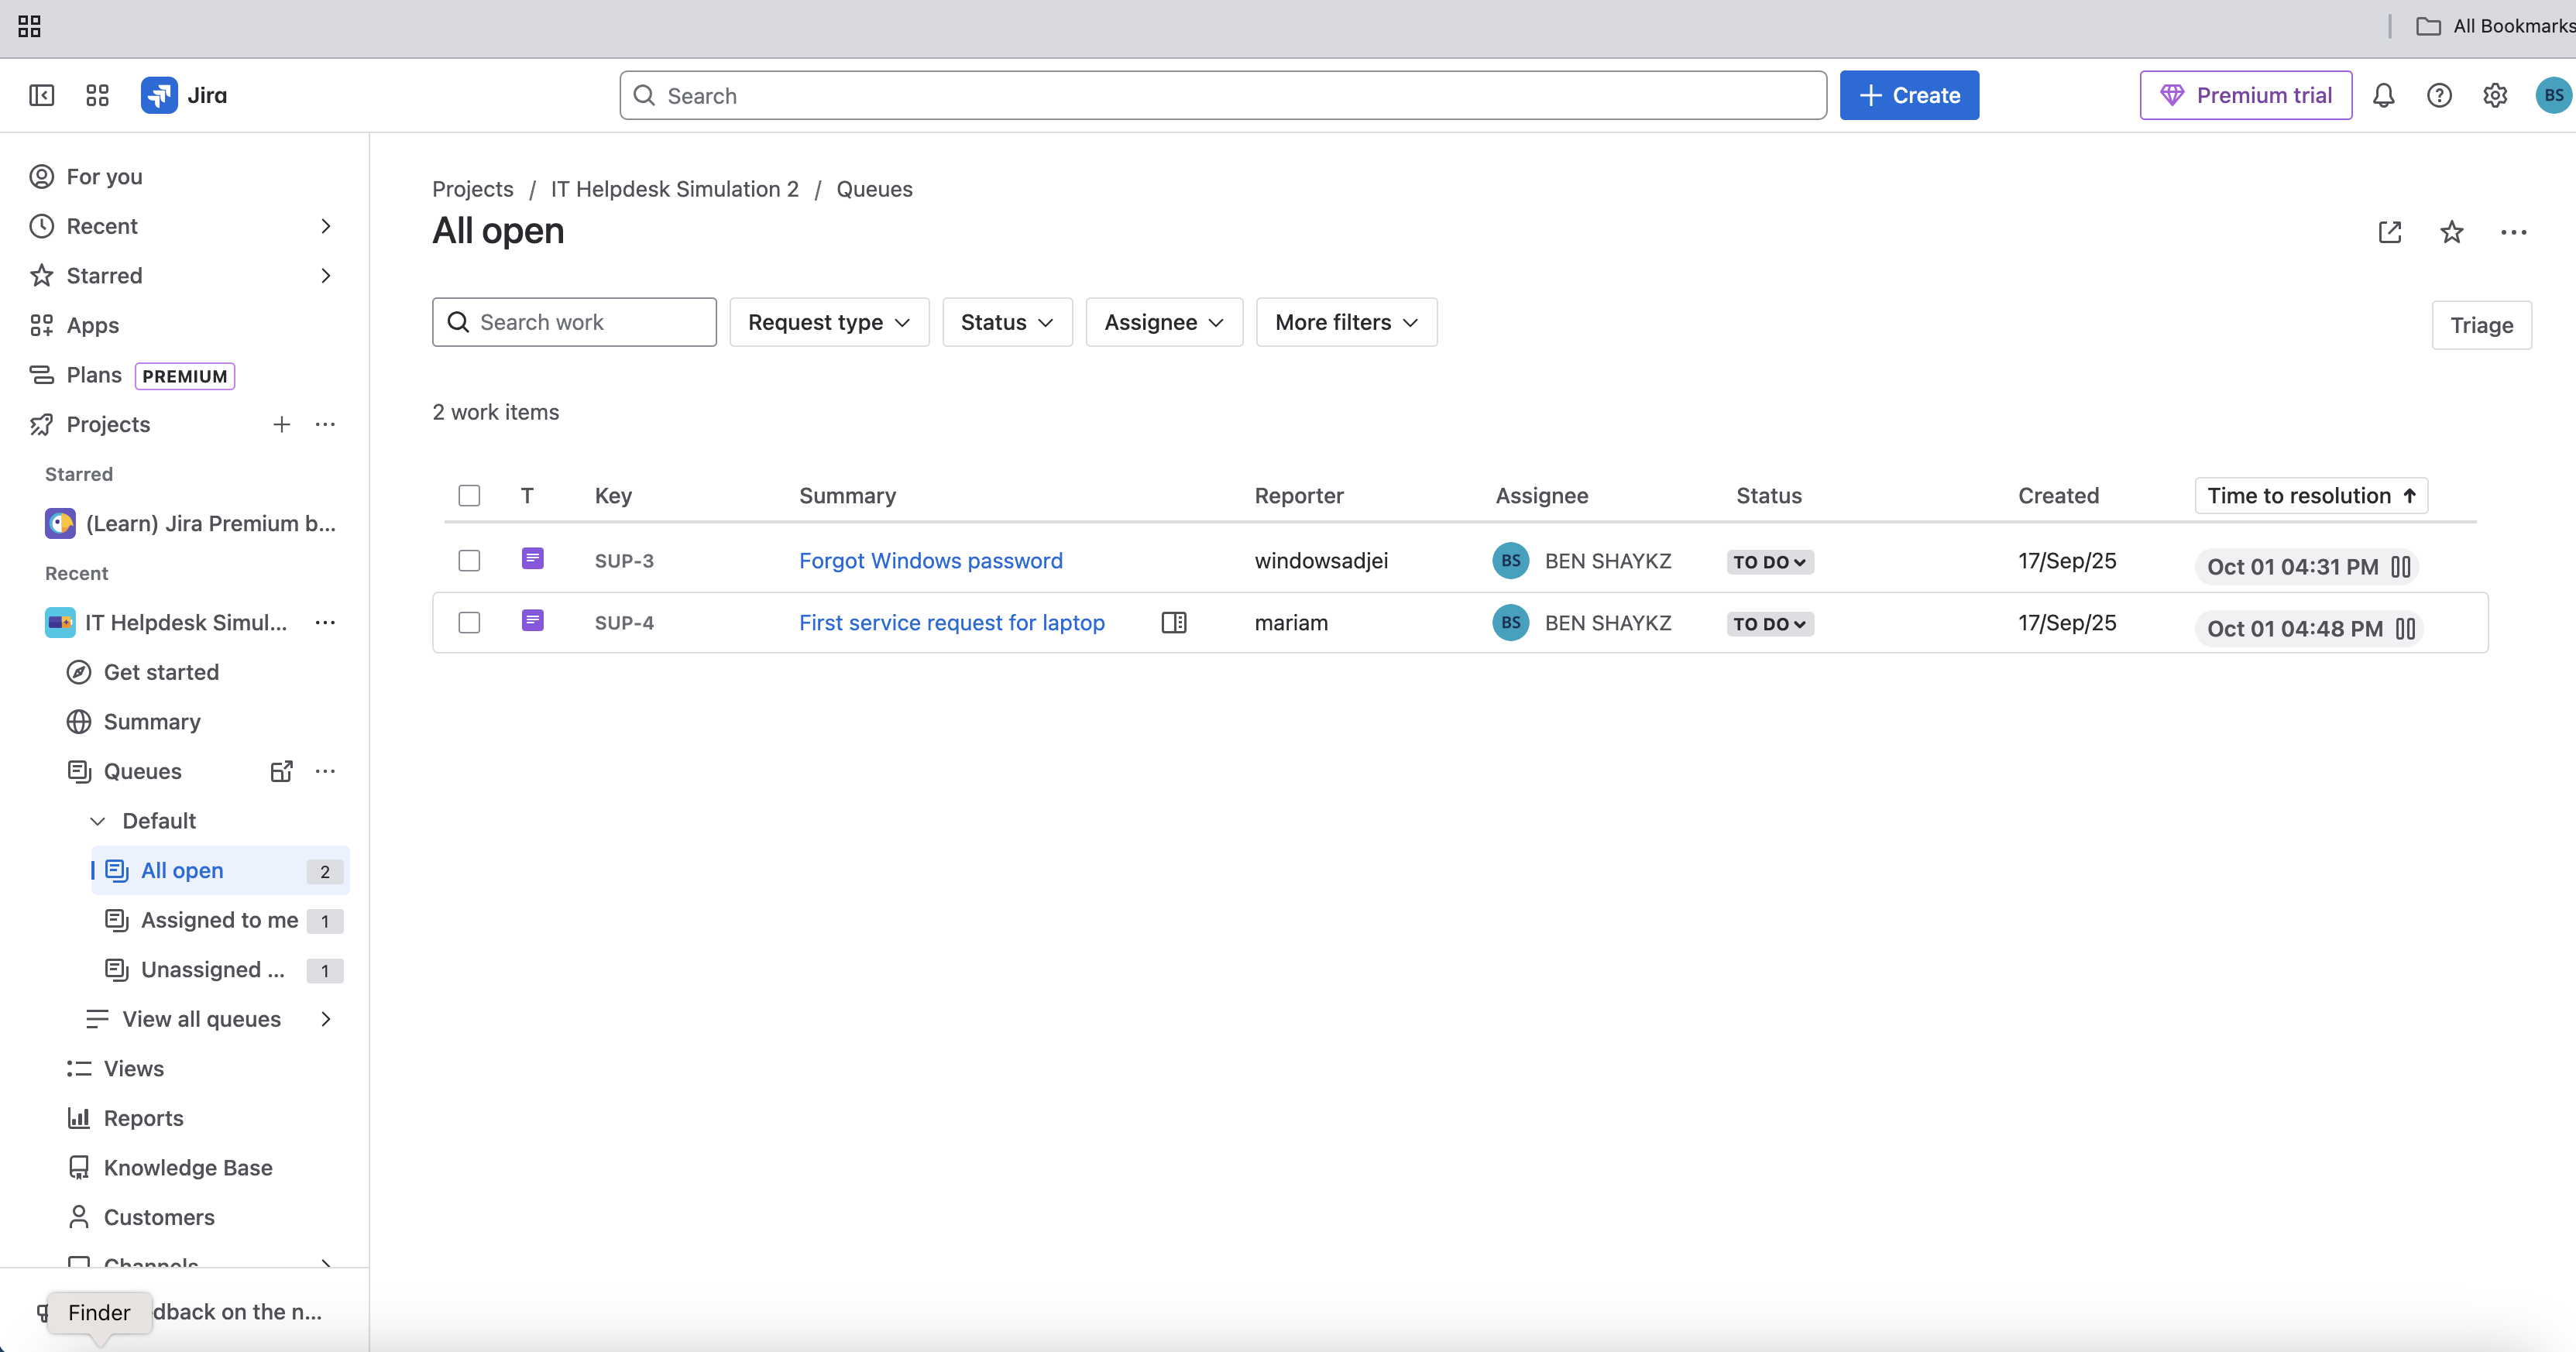 All Bookmarks
Jira
Search
Create
Premium trial
BS
For you
Recent
Starred
Apps
Plans PREMIUM
Projects
Starred
(Learn) Jira Premium b...
Recent
IT Helpdesk Simul...
Get started
Summary
Queues
Default
All open 2
Assigned to me 1
Unassigned ... 1
View all queues
Views
Reports
Knowledge Base
Customers
Channels
Finder
dback on the n...
Projects / IT Helpdesk Simulation 2 / Queues
All open
Search work Request type Status Assignee More filters
Triage
2 work items
T Key Summary Reporter Assignee Status Created Time to resolution
SUP-3 Forgot Windows password windowsadjei BS BEN SHAYKZ TO DO 17/Sep/25 Oct 01 04:31 PM
SUP-4 First service request for laptop mariam BS BEN SHAYKZ TO DO 17/Sep/25 Oct 01 04:48 PM